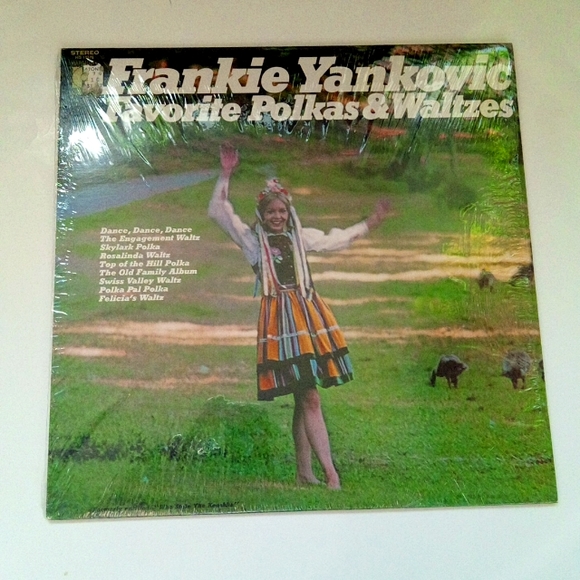 STEREO
Frankie Yankovic
Favorite Polkas & Waltzes
Dance, Dance, Dance
The Engagement Waltz
Skylark Polka
Rosalinda Waltz
Top of the Hill Polka
The Old Family Album
Swiss Valley Waltz
Polka Pal Polka
Felicia's Waltz